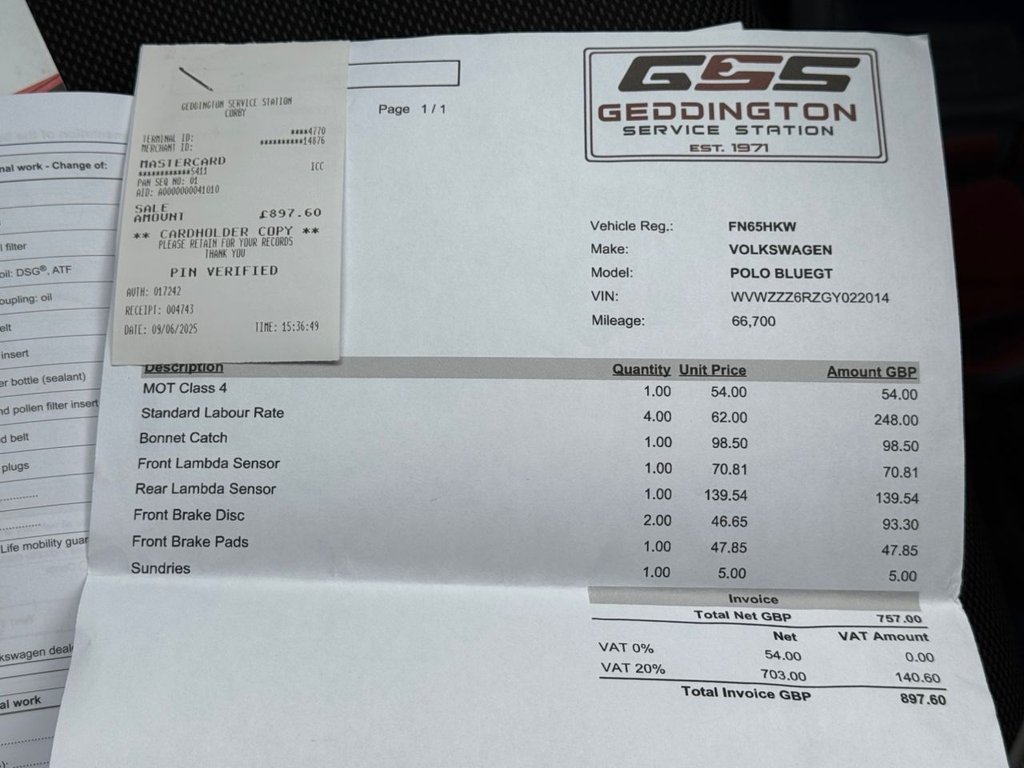 nal work - Change of:
l filter
oil: DSG®, ATF
oupling: oil
elt
insert
er bottle (sealant)
nd pollen filter insert
d belt
plugs
Life mobility guar
kswagen deal
al work
GEDDINGTON SERVICE STATION
CORBY
TERMINAL ID: ****4770
MERCHANT ID: **********14876
MASTERCARD ICC
************5411
PAN SEQ NO: 01
AID: A0000000041010
SALE
AMOUNT £897.60
** CARDHOLDER COPY **
PLEASE RETAIN FOR YOUR RECORDS
THANK YOU
PIN VERIFIED
AUTH: 017242
RECEIPT: 004743
DATE: 09/06/2025 TIME: 15:36:49
Page 1 / 1
GSS
GEDDINGTON
SERVICE STATION
EST. 1971
Vehicle Reg.: FN65HKW
Make: VOLKSWAGEN
Model: POLO BLUEGT
VIN: WVWZZZ6RZGY022014
Mileage: 66,700
Description Quantity Unit Price Amount GBP
MOT Class 4 1.00 54.00 54.00
Standard Labour Rate 4.00 62.00 248.00
Bonnet Catch 1.00 98.50 98.50
Front Lambda Sensor 1.00 70.81 70.81
Rear Lambda Sensor 1.00 139.54 139.54
Front Brake Disc 2.00 46.65 93.30
Front Brake Pads 1.00 47.85 47.85
Sundries 1.00 5.00 5.00
Invoice
Total Net GBP 757.00
Net VAT Amount
VAT 0% 54.00 0.00
VAT 20% 703.00 140.60
Total Invoice GBP 897.60